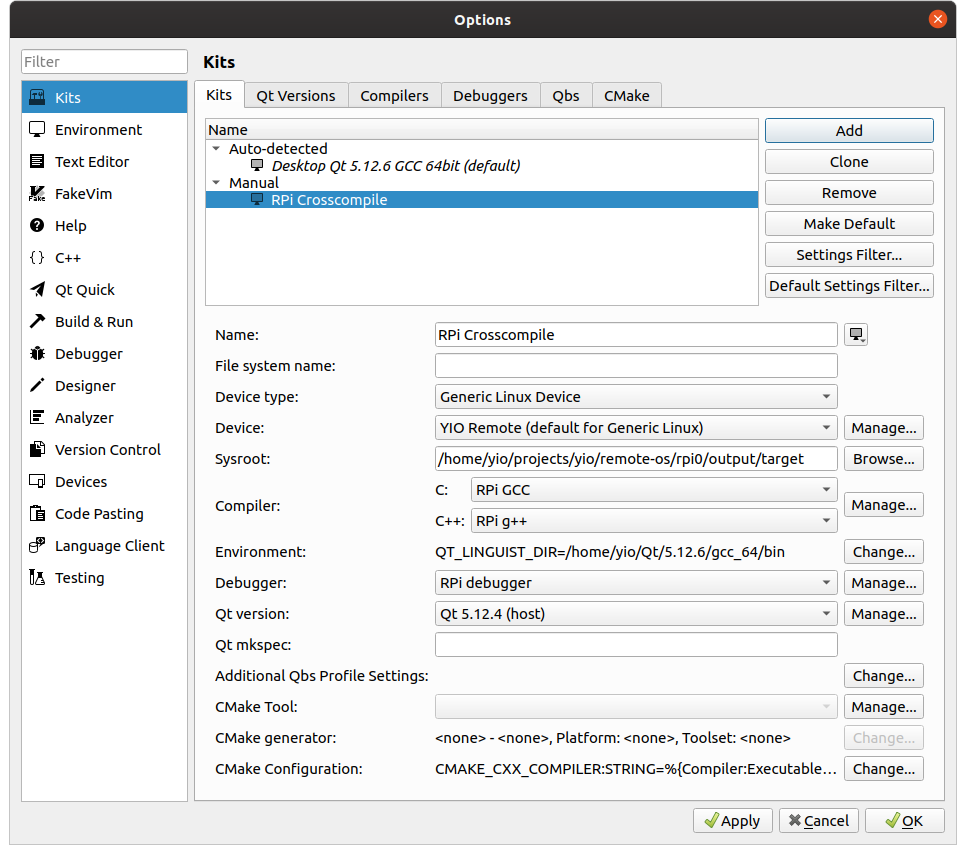 Options
Filter
Kits
Environment
Text Editor
FakeVim
Help
C++
Qt Quick
Build & Run
Debugger
Designer
Analyzer
Version Control
Devices
Code Pasting
Language Client
Testing
Kits
Kits Qt Versions Compilers Debuggers Qbs CMake
Name
Auto-detected
Desktop Qt 5.12.6 GCC 64bit (default)
Manual
RPi Crosscompile
Add
Clone
Remove
Make Default
Settings Filter...
Default Settings Filter...
Name: RPi Crosscompile
File system name:
Device type: Generic Linux Device
Device: YIO Remote (default for Generic Linux) Manage...
Sysroot: /home/yio/projects/yio/remote-os/rpi0/output/target Browse...
Compiler: C: RPi GCC Manage...
C++: RPi g++
Environment: QT_LINGUIST_DIR=/home/yio/Qt/5.12.6/gcc_64/bin Change...
Debugger: RPi debugger Manage...
Qt version: Qt 5.12.4 (host) Manage...
Qt mkspec:
Additional Qbs Profile Settings: Change...
CMake Tool: Manage...
CMake generator: <none> - <none>, Platform: <none>, Toolset: <none> Change...
CMake Configuration: CMAKE_CXX_COMPILER:STRING=%{Compiler:Executable... Change...
Apply Cancel OK